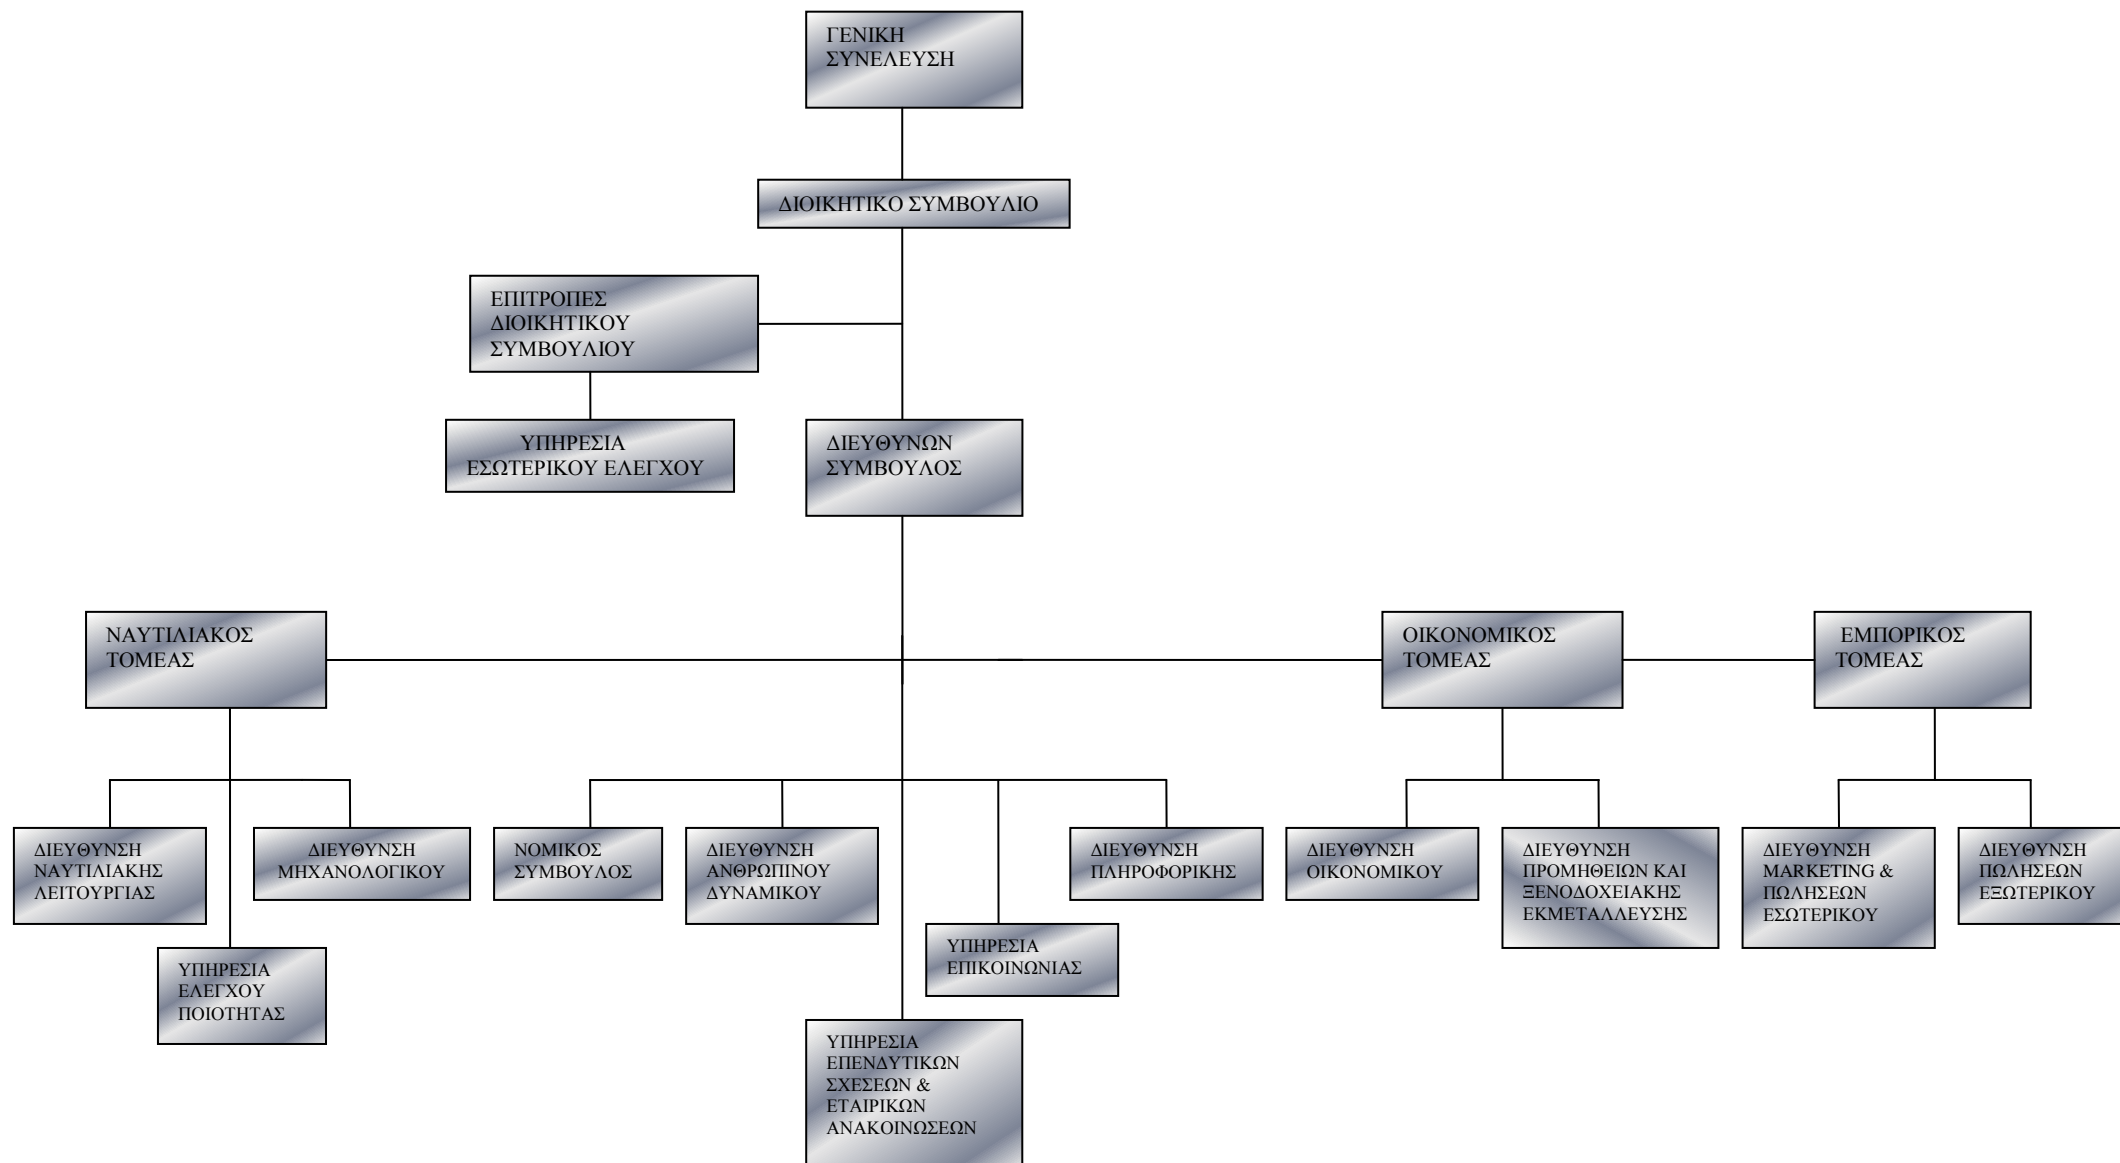 ΓΕΝΙΚΗ
ΣΥΝΕΛΕΥΣΗ
ΔΙΟΙΚΗΤΙΚΟ ΣΥΜΒΟΥΛΙΟ
ΕΠΙΤΡΟΠΕΣ
ΔΙΟΙΚΗΤΙΚΟΥ
ΣΥΜΒΟΥΛΙΟΥ
ΥΠΗΡΕΣΙΑ
ΕΣΩΤΕΡΙΚΟΥ ΕΛΕΓΧΟΥ
ΔΙΕΥΘΥΝΩΝ
ΣΥΜΒΟΥΛΟΣ
ΝΑΥΤΙΛΙΑΚΟΣ
ΤΟΜΕΑΣ
ΟΙΚΟΝΟΜΙΚΟΣ
ΤΟΜΕΑΣ
ΕΜΠΟΡΙΚΟΣ
ΤΟΜΕΑΣ
ΔΙΕΥΘΥΝΣΗ
ΝΑΥΤΙΛΙΑΚΗΣ
ΛΕΙΤΟΥΡΓΙΑΣ
ΔΙΕΥΘΥΝΣΗ
ΜΗΧΑΝΟΛΟΓΙΚΟΥ
ΝΟΜΙΚΟΣ
ΣΥΜΒΟΥΛΟΣ
ΔΙΕΥΘΥΝΣΗ
ΑΝΘΡΩΠΙΝΟΥ
ΔΥΝΑΜΙΚΟΥ
ΔΙΕΥΘΥΝΣΗ
ΠΛΗΡΟΦΟΡΙΚΗΣ
ΔΙΕΥΘΥΝΣΗ
ΟΙΚΟΝΟΜΙΚΟΥ
ΔΙΕΥΘΥΝΣΗ
ΠΡΟΜΗΘΕΙΩΝ ΚΑΙ
ΞΕΝΟΔΟΧΕΙΑΚΗΣ
ΕΚΜΕΤΑΛΛΕΥΣΗΣ
ΔΙΕΥΘΥΝΣΗ
MARKETING &
ΠΩΛΗΣΕΩΝ
ΕΣΩΤΕΡΙΚΟΥ
ΔΙΕΥΘΥΝΣΗ
ΠΩΛΗΣΕΩΝ
ΕΞΩΤΕΡΙΚΟΥ
ΥΠΗΡΕΣΙΑ
ΕΛΕΓΧΟΥ
ΠΟΙΟΤΗΤΑΣ
ΥΠΗΡΕΣΙΑ
ΕΠΙΚΟΙΝΩΝΙΑΣ
ΥΠΗΡΕΣΙΑ
ΕΠΕΝΔΥΤΙΚΩΝ
ΣΧΕΣΕΩΝ &
ΕΤΑΙΡΙΚΩΝ
ΑΝΑΚΟΙΝΩΣΕΩΝ